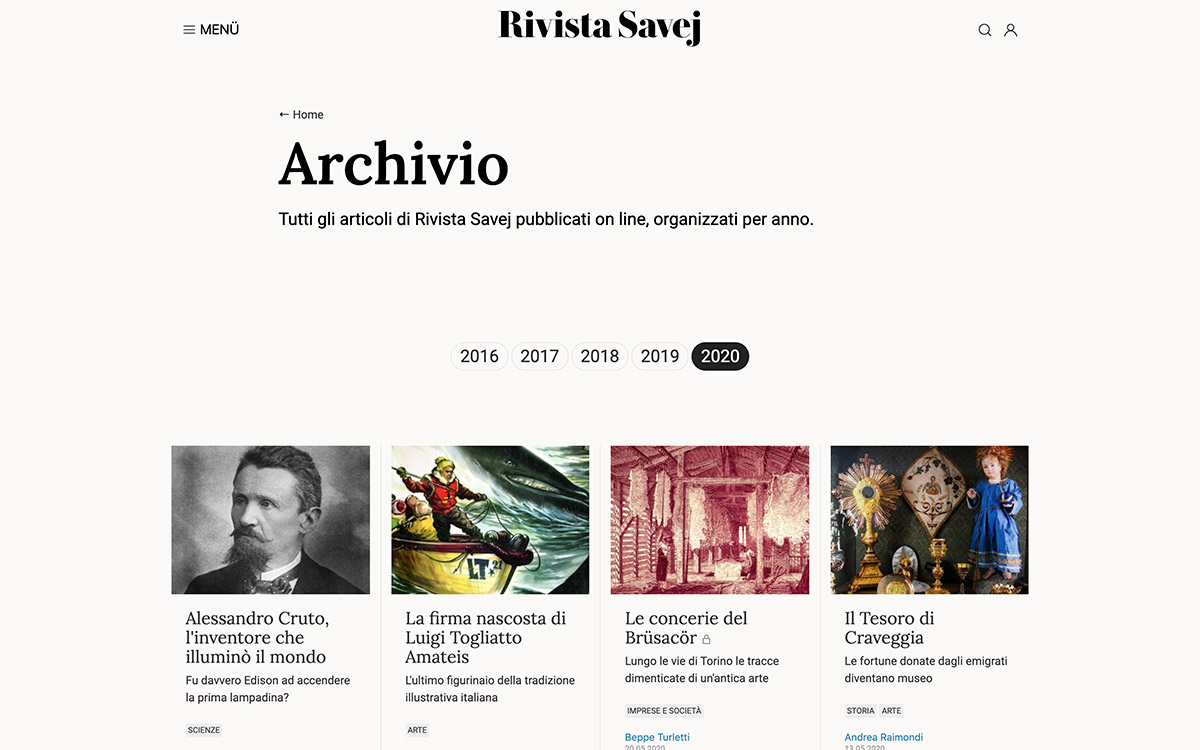 MENÜ
Rivista Savej
← Home
Archivio
Tutti gli articoli di Rivista Savej pubblicati on line, organizzati per anno.
2016 2017 2018 2019 2020
LT
Alessandro Cruto,
l'inventore che
illuminò il mondo
Fu davvero Edison ad accendere
la prima lampadina?
SCIENZE
La firma nascosta di
Luigi Togliatto
Amateis
L'ultimo figurinaio della tradizione
illustrativa italiana
ARTE
Le concerie del
Brüsacör
Lungo le vie di Torino le tracce
dimenticate di un'antica arte
IMPRESE E SOCIETÀ
Beppe Turletti
20.05.2020
Il Tesoro di
Craveggia
Le fortune donate dagli emigrati
diventano museo
STORIA ARTE
Andrea Raimondi
13.05.2020